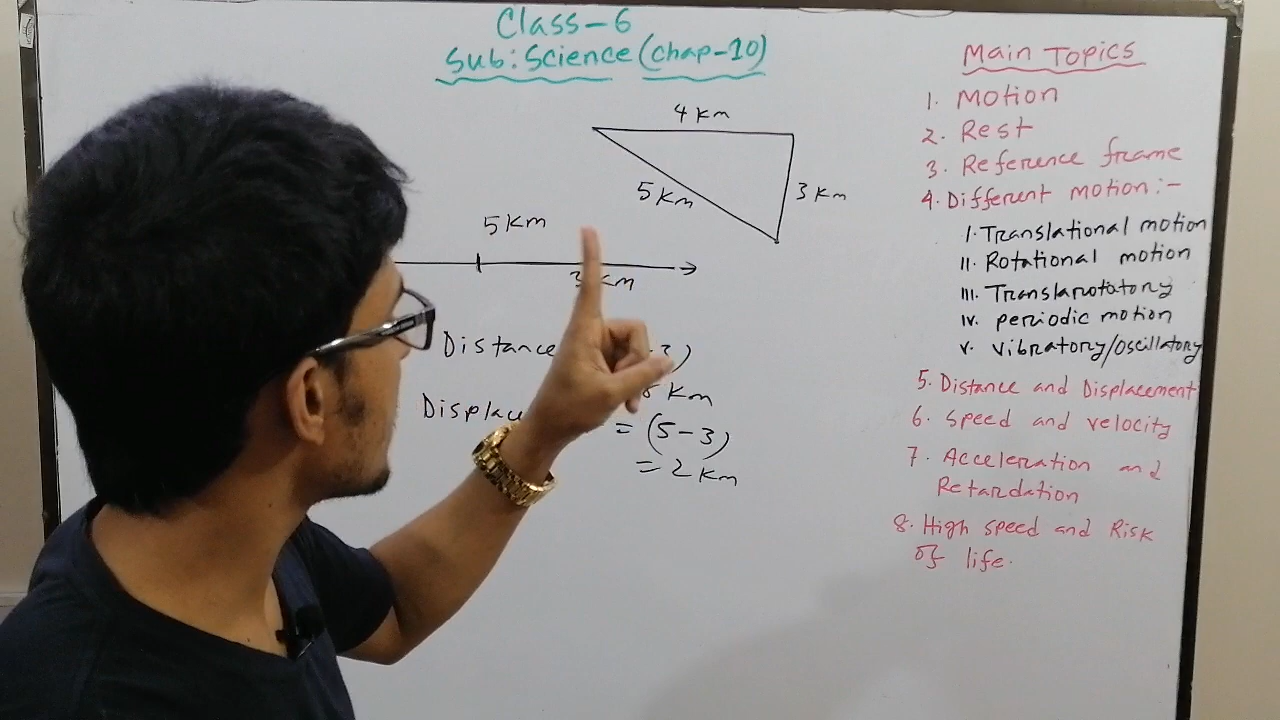 Class-6
Sub: Science (chap-10)
4 Km
5 Km
3 Km
5 Km
Km
Distance
3)
Km
= (5-3)
= 2 Km
Main Topics
1. Motion
2. Rest
3. Reference frame
4. Different motion:-
I. Translational motion
II. Rotational motion
III. Translarotatory
IV. periodic motion
V. vibratory/oscillatory
5. Distance and Displacement
6. Speed and velocity
7. Acceleration and
Retardation
8. High speed and Risk
of life.